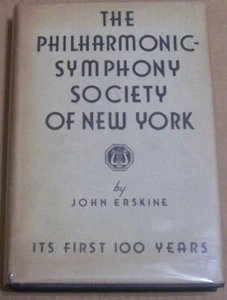 THE
PHILHARMONIC-
SYMPHONY
SOCIETY
OF NEW YORK
by
JOHN ERSKINE
ITS FIRST 100 YEARS